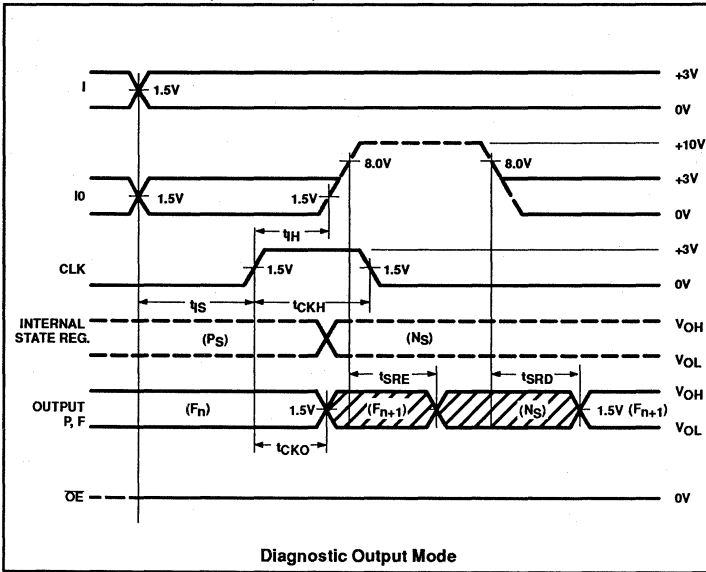 I
1.5V
+3V
0V
+10V
8.0V
8.0V
I0
1.5V
1.5V
+3V
0V
tIH
CLK
1.5V
1.5V
+3V
0V
tIS
tCKH
INTERNAL
STATE REG.
(PS)
(NS)
VOH
VOL
tSRE
tSRD
OUTPUT
P, F
(Fn)
1.5V
(Fn+1)
(NS)
1.5V (Fn+1)
VOH
VOL
tCKO
OE
0V
Diagnostic Output Mode